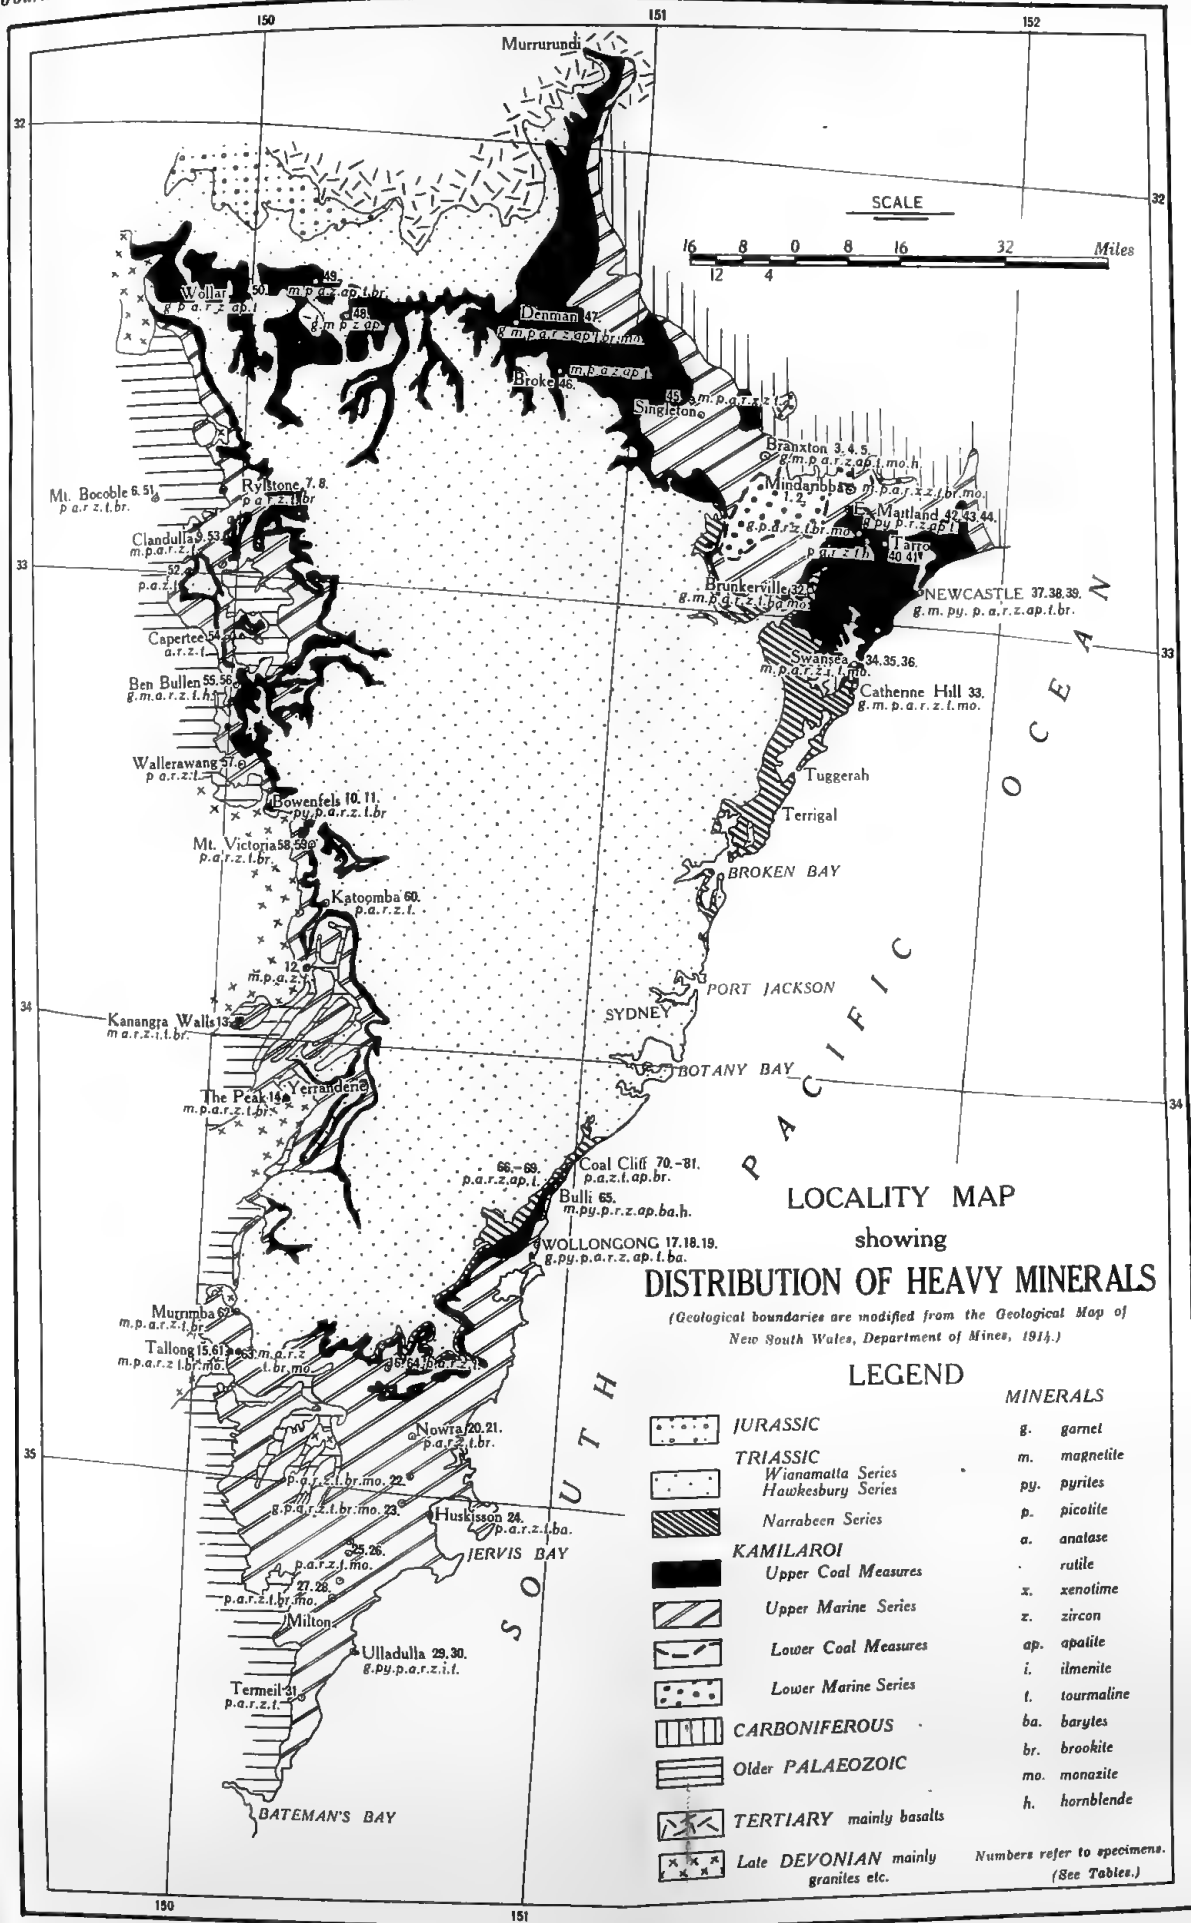 150
151
152
Murrurundi
32
32
SCALE
16 8 0 8 16 32 Miles
12 4
49.
m.p.a.z.ap.t.br.
Wollar 50.
g p a r z ap.t
48.
g.m p z ap.
Denman 47.
g.m.p.a.r.z.ap t.br.mo.
m.p.a.z.ap.t.
Broke 46.
45.
Singleton
Branxton 3.4.5.
g.m.p a.r.z.ap.t.mo.h.
Mt. Bocoble 6.51.
p a.r z.t.br.
Rylstone 7.8.
p a r z.t.br
Mindaribba
m.p.a.r.x.z.t.br.mo.
1.2.
g.p.a.r.z.t.br.mo
E. Maitland 42.43.44.
g py p.r.z.ap t
Clandulla 9.53.
m.p.a.r.z.t.
Tarro
40 41
p a.r.z t h
33
52.
p.a.z.t.
Brunkerville 32.
g.m.p.a.r.z.t.ba mo.
NEWCASTLE 37.38.39.
g.m.py. p.a.r.z.ap.t.br.
Capertee 54.
a.r.z.t.
Swansea 34.35.36.
m.p.a.r.z.i.t.mo.
33
Ben Bullen 55.56.
g.m.a.r.z.t.h.
Catherine Hill 33.
g.m.p.a.r.z.t.mo.
Wallerawang 57.
p a.r.z.t.
Tuggerah
Bowenfels 10.11.
py.p.a.r.z.t.br
Terrigal
Mt. Victoria 58.59
p.a.r.z.t.br.
BROKEN BAY
Katoomba 60.
p.a.r.z.t.
12.
m.p.a.z.t.
PORT JACKSON
34
SYDNEY
Kanangra Walls 13.
m a.r.z.i.t.br.
BOTANY BAY
The Peak 14.
m.p.a.r.z.t.br.
Yerranderie
34
SOUTH PACIFIC OCEAN
66.-69.
p.a.r.z.ap.t.
Coal Cliff 70.-81.
p.a.z.t.ap.br.
Bulli 65.
m.py.p.r.z.ap.ba.h.
WOLLONGONG 17.18.19.
g.py.p.a.r.z.ap.t.ba.
LOCALITY MAP
showing
DISTRIBUTION OF HEAVY MINERALS
(Geological boundaries are modified from the Geological Map of
New South Wales, Department of Mines, 1914.)
Murrimba 62.
m.p.a.r.z.t.br
Tallong 15.61.
m.p.a.r.z t.br.mo.
63. m.a.r.z
t.br.mo.
16.64. p.a.r.z.t.
Nowra 20.21.
p.a.r.z.t.br.
35
p.a.r.z.t.br.mo. 22.
g.p.a.r.z.t.br.mo. 23.
Huskisson 24.
p.a.r.z.t.ba.
JERVIS BAY
25.26.
p.a.r.z.t.mo.
27.28.
p.a.r.z.t.br.mo.
Milton
Ulladulla 29.30.
g.py.p.a.r.z.i.t.
Termeil 31.
p.a.r.z.t.
BATEMAN'S BAY
LEGEND
JURASSIC
TRIASSIC
Wianamatta Series
Hawkesbury Series
Narrabeen Series
KAMILAROI
Upper Coal Measures
Upper Marine Series
Lower Coal Measures
Lower Marine Series
CARBONIFEROUS
Older PALAEOZOIC
TERTIARY mainly basalts
Late DEVONIAN mainly
granites etc.
MINERALS
g. garnet
m. magnetite
py. pyrites
p. picotite
a. anatase
. rutile
x. xenotime
z. zircon
ap. apatite
i. ilmenite
t. tourmaline
ba. barytes
br. brookite
mo. monazite
h. hornblende
Numbers refer to specimens.
(See Tables.)
150
151